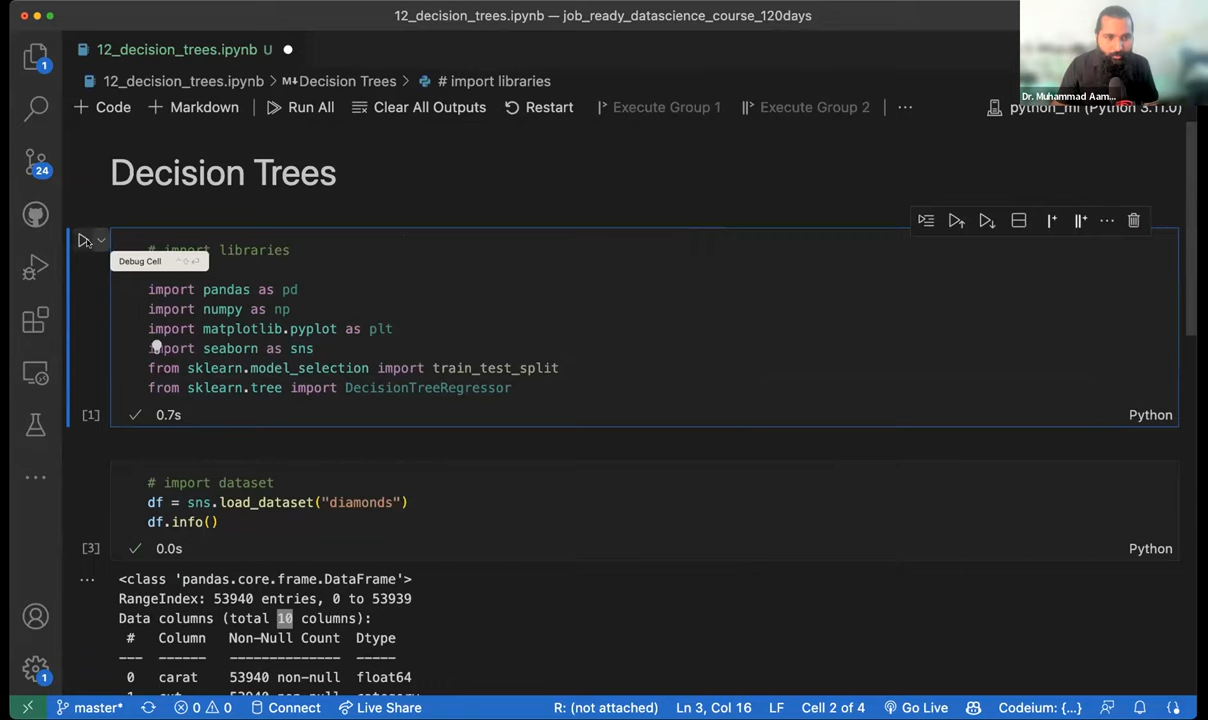 12_decision_trees.ipynb — job_ready_datascience_course_120days
12_decision_trees.ipynb U
12_decision_trees.ipynb > M↓Decision Trees > # import libraries
+ Code + Markdown Run All Clear All Outputs Restart Execute Group 1 Execute Group 2 ... python_ml (Python 3.11.0)
Dr. Muhammad Aam...
Decision Trees
# import libraries
Debug Cell
import pandas as pd
import numpy as np
import matplotlib.pyplot as plt
import seaborn as sns
from sklearn.model_selection import train_test_split
from sklearn.tree import DecisionTreeRegressor
[1] 0.7s Python
# import dataset
df = sns.load_dataset("diamonds")
df.info()
[3] 0.0s Python
... <class 'pandas.core.frame.DataFrame'>
RangeIndex: 53940 entries, 0 to 53939
Data columns (total 10 columns):
# Column Non-Null Count Dtype
--- ------ -------------- -----
0 carat 53940 non-null float64
1
24
1
master* 0 0 Connect Live Share R: (not attached) Ln 3, Col 16 LF Cell 2 of 4 Go Live Codeium: {...}